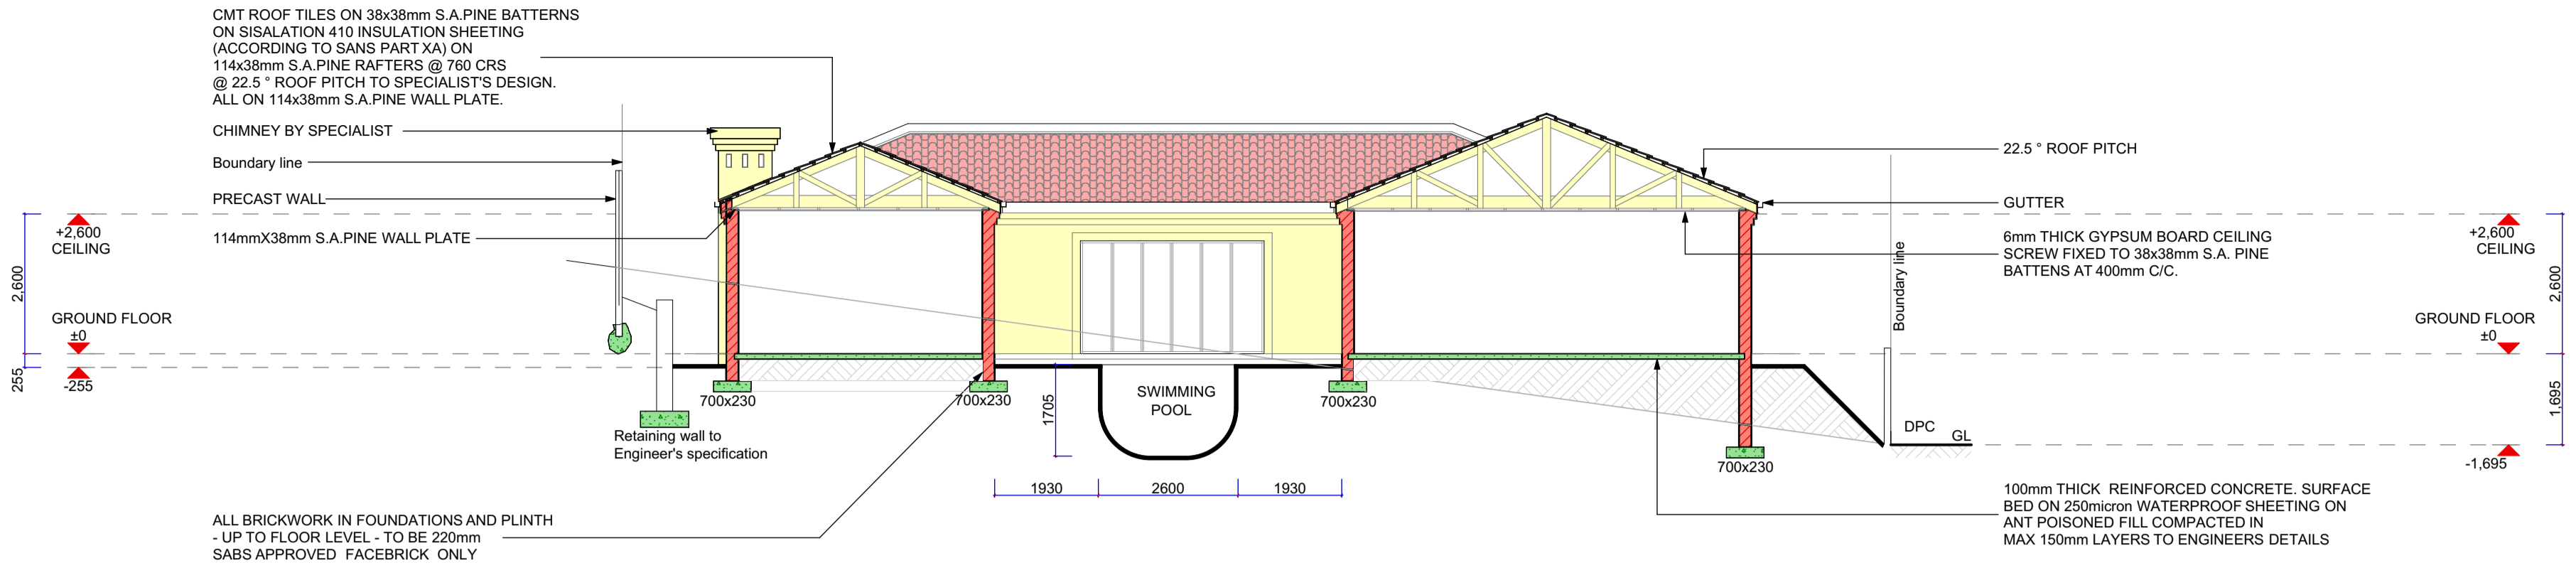 CMT ROOF TILES ON 38x38mm S.A.PINE BATTERNS
ON SISALATION 410 INSULATION SHEETING
(ACCORDING TO SANS PART XA) ON
114x38mm S.A.PINE RAFTERS @ 760 CRS
@ 22.5 ° ROOF PITCH TO SPECIALIST'S DESIGN.
ALL ON 114x38mm S.A.PINE WALL PLATE.
CHIMNEY BY SPECIALIST
Boundary line
PRECAST WALL
114mmX38mm S.A.PINE WALL PLATE
+2,600
CEILING
2,600
GROUND FLOOR
±0
255
-255
700x230
700x230
700x230
700x230
Retaining wall to
Engineer's specification
1705
SWIMMING
POOL
1930
2600
1930
ALL BRICKWORK IN FOUNDATIONS AND PLINTH
- UP TO FLOOR LEVEL - TO BE 220mm
SABS APPROVED FACEBRICK ONLY
22.5 ° ROOF PITCH
GUTTER
6mm THICK GYPSUM BOARD CEILING
SCREW FIXED TO 38x38mm S.A. PINE
BATTENS AT 400mm C/C.
Boundary line
+2,600
CEILING
2,600
GROUND FLOOR
±0
1,695
DPC
GL
-1,695
100mm THICK REINFORCED CONCRETE. SURFACE
BED ON 250micron WATERPROOF SHEETING ON
ANT POISONED FILL COMPACTED IN
MAX 150mm LAYERS TO ENGINEERS DETAILS